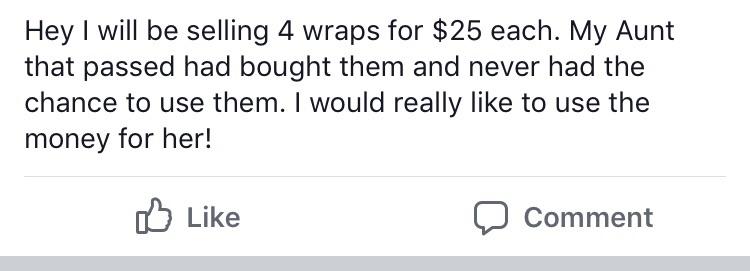 Hey I will be selling 4 wraps for $25 each. My Aunt
that passed had bought them and never had the
chance to use them. I would really like to use the
money for her!
Like
Comment